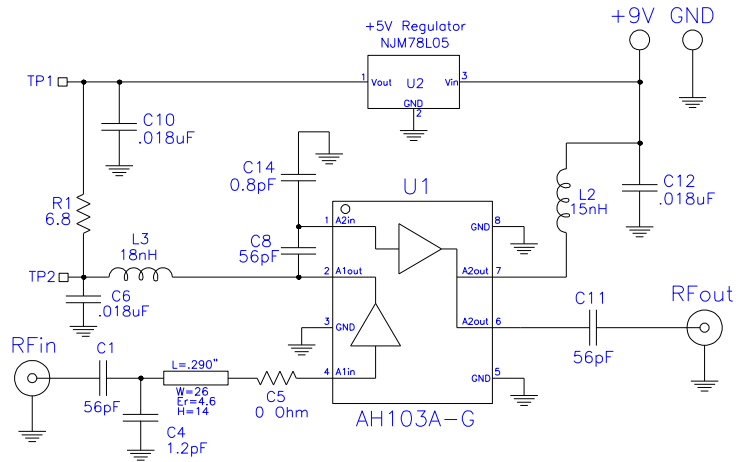 +9V GND
+5V Regulator
NJM78L05
TP1
1 Vout U2 Vin 3
GND
2
C10
.018uF
C14
0.8pF
U1
L2
15nH
C12
.018uF
R1
6.8
L3
18nH
C8
56pF
1 A2in
GND 8
TP2
2 A1out
A2out 7
C6
.018uF
3 GND
A2out 6
C11
56pF
RFout
RFin
C1
56pF
L=.290"
W=26
Er=4.6
H=14
C5
0 Ohm
4 A1in
GND 5
C4
1.2pF
AH103A-G